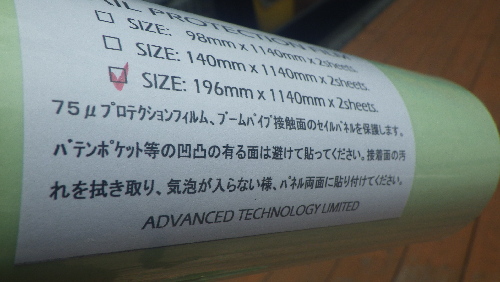 IL PROTECTION FILM
☐ SIZE: 98mm x 1140mm x 2sheets
☐ SIZE: 140mm x 1140mm x 2sheets.
☑ SIZE: 196mm x 1140mm x 2sheets.
75μプロテクションフィルム、ブームパイプ接触面のセイルパネルを保護します。
バテンポケット等の凹凸の有る面は避けて貼ってください。接着面の汚
れを拭き取り、気泡が入らない様、パネル両面に貼り付けてください。
ADVANCED TECHNOLOGY LIMITED